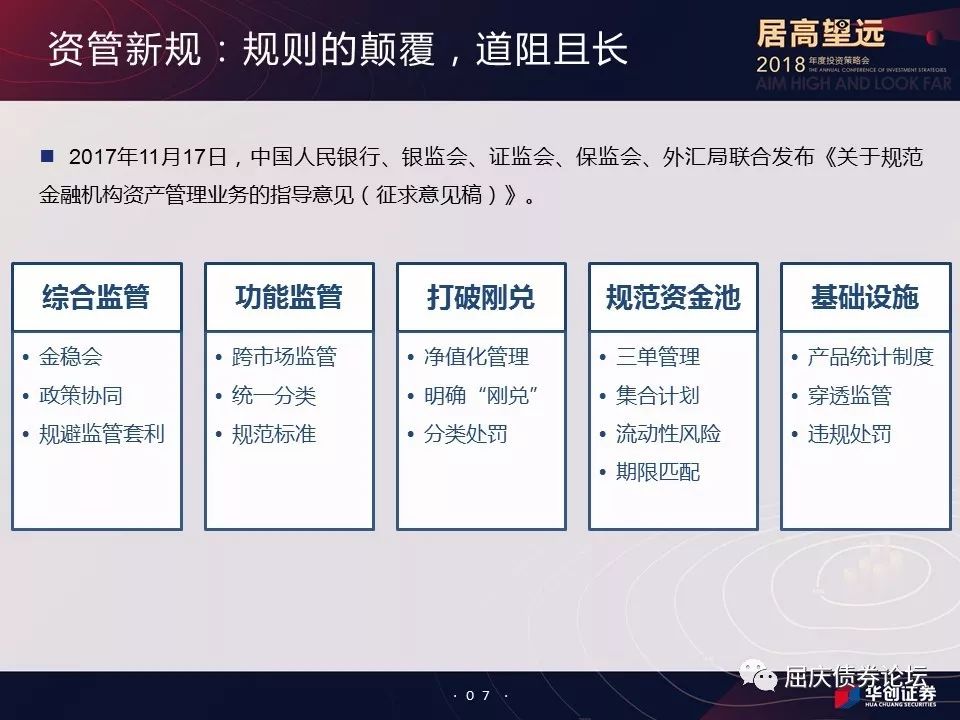 资管新规：规则的颠覆，道阻且长
居高望远
2018 年度投资策略会
THE ANNUAL CONFERENCE OF INVESTMENT STRATEGIES
AIM HIGH AND LOOK FAR
■ 2017年11月17日，中国人民银行、银监会、证监会、保监会、外汇局联合发布《关于规范
金融机构资产管理业务的指导意见（征求意见稿）》。
综合监管
• 金稳会
• 政策协同
• 规避监管套利
功能监管
• 跨市场监管
• 统一分类
• 规范标准
打破刚兑
• 净值化管理
• 明确“刚兑”
• 分类处罚
规范资金池
• 三单管理
• 集合计划
• 流动性风险
• 期限匹配
基础设施
• 产品统计制度
• 穿透监管
• 违规处罚
· 0 7 ·
屈庆债券论坛
华创证券
HUA CHUANG SECURITIES